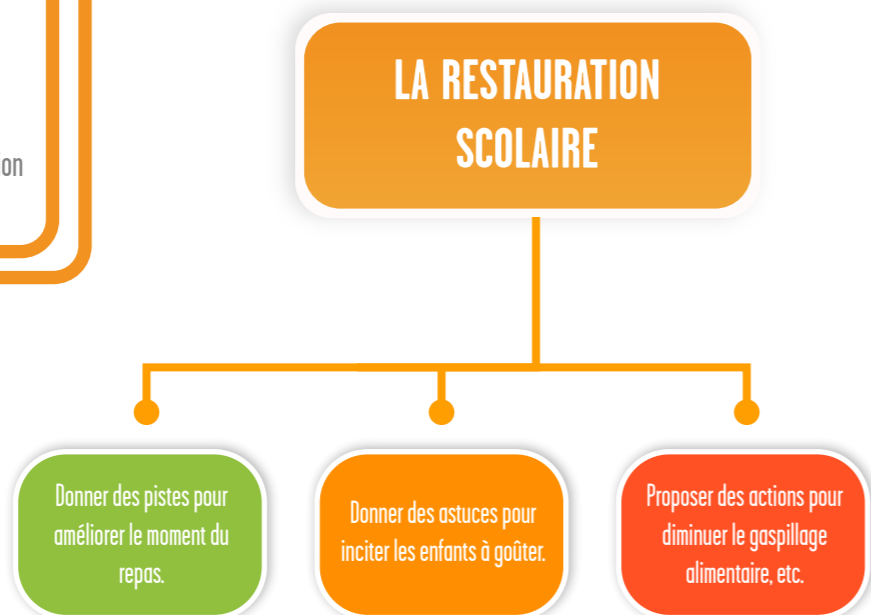 LA RESTAURATION
SCOLAIRE
ion
Donner des pistes pour
améliorer le moment du
repas.
Donner des astuces pour
inciter les enfants à goûter.
Proposer des actions pour
diminuer le gaspillage
alimentaire, etc.